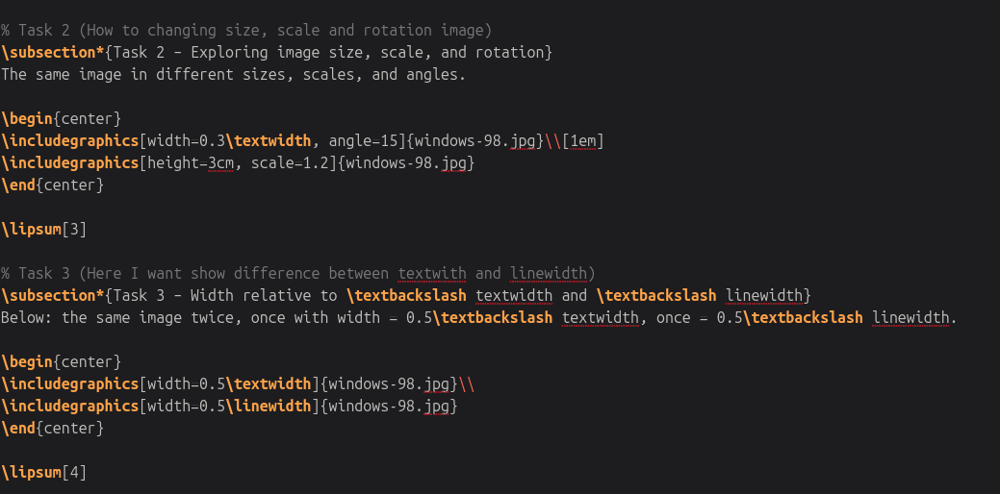 % Task 2 (How to changing size, scale and rotation image)
\subsection*{Task 2 – Exploring image size, scale, and rotation}
The same image in different sizes, scales, and angles.
\begin{center}
\includegraphics[width=0.3\textwidth, angle=15]{windows-98.jpg}\\[1em]
\includegraphics[height=3cm, scale=1.2]{windows-98.jpg}
\end{center}
\lipsum[3]
% Task 3 (Here I want show difference between textwith and linewidth)
\subsection*{Task 3 – Width relative to \textbackslash textwidth and \textbackslash linewidth}
Below: the same image twice, once with width = 0.5\textbackslash textwidth, once = 0.5\textbackslash linewidth.
\begin{center}
\includegraphics[width=0.5\textwidth]{windows-98.jpg}\\
\includegraphics[width=0.5\linewidth]{windows-98.jpg}
\end{center}
\lipsum[4]